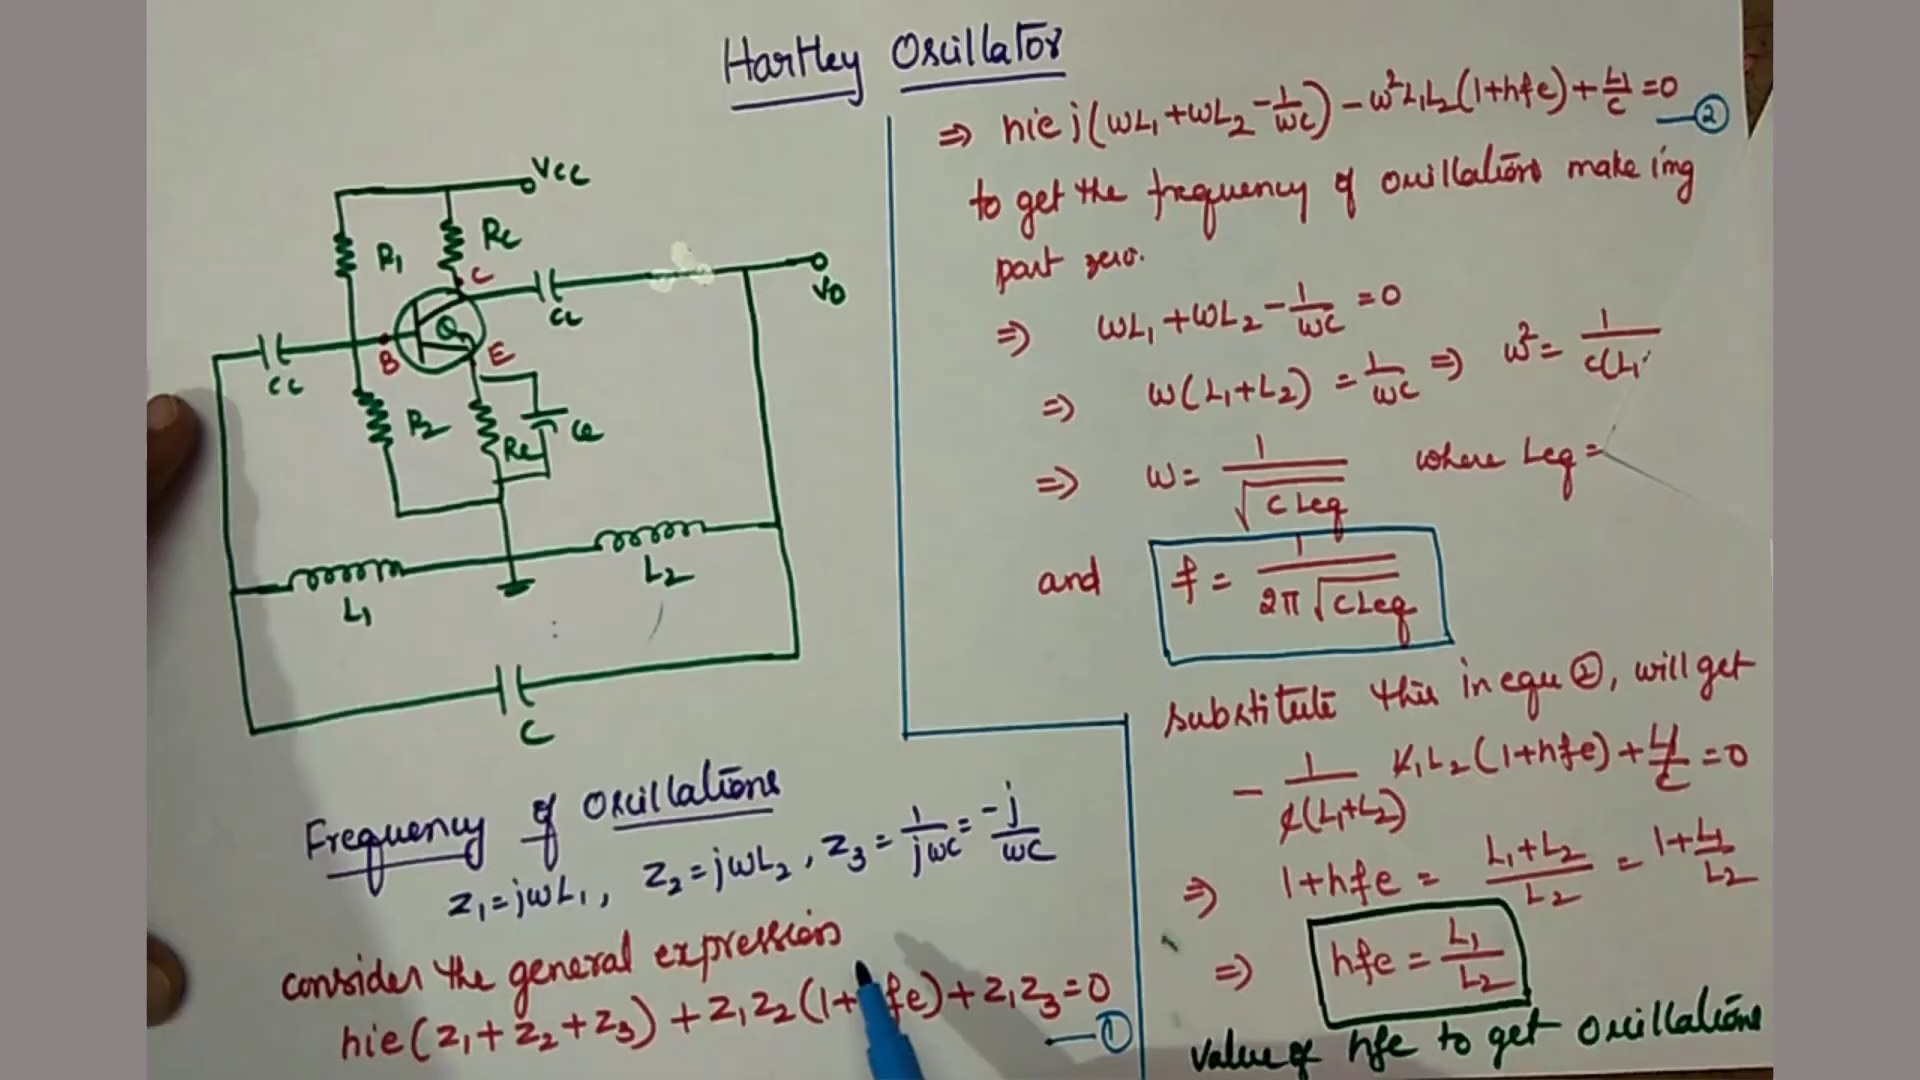 Hartley Oscillator
VCC
R1
RC
C
CC
VO
Q
B
E
CC
R2
Re
Ce
L1
L2
C
Frequency of Oscillations
Z1=jωL1, Z2=jωL2, Z3=1/jωC=-j/ωC
consider the general expression
hie(Z1+Z2+Z3)+Z1Z2(1+hfe)+Z1Z3=0
—①
⇒ hie j(ωL1+ωL2-1/ωC)-ω²L1L2(1+hfe)+L1/C=0
—②
to get the frequency of oscillations make img
part zero.
⇒ ωL1+ωL2-1/ωC=0
⇒ ω(L1+L2)=1/ωC ⇒ ω²=1/C(L1
⇒ ω=1/√CLeq where Leq=
and f=1/2π√CLeq
substitute this in equ②, will get
-1/C(L1+L2) L1L2(1+hfe)+L1/C=0
⇒ 1+hfe=L1+L2/L2=1+L1/L2
⇒ hfe=L1/L2
value of hfe to get oscillations